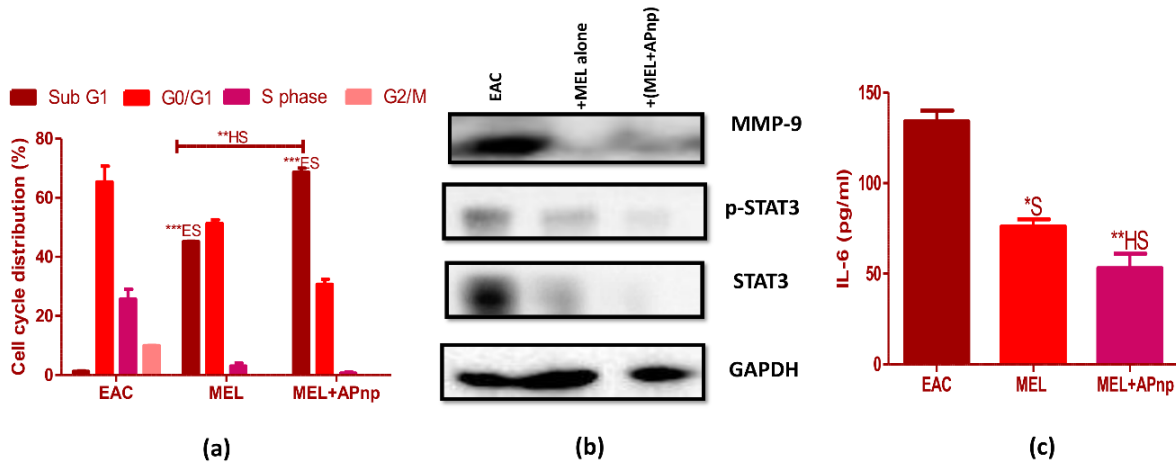 Sub G1 G0/G1 S phase G2/M
Cell cycle distribution (%)
80
60
40
20
0
**HS
***ES
***ES
EAC MEL MEL+APnp
(a)
EAC
+MEL alone
+(MEL+APnp)
MMP-9
p-STAT3
STAT3
GAPDH
(b)
IL-6 (pg/ml)
150
100
50
0
*S
**HS
EAC MEL MEL+APnp
(c)